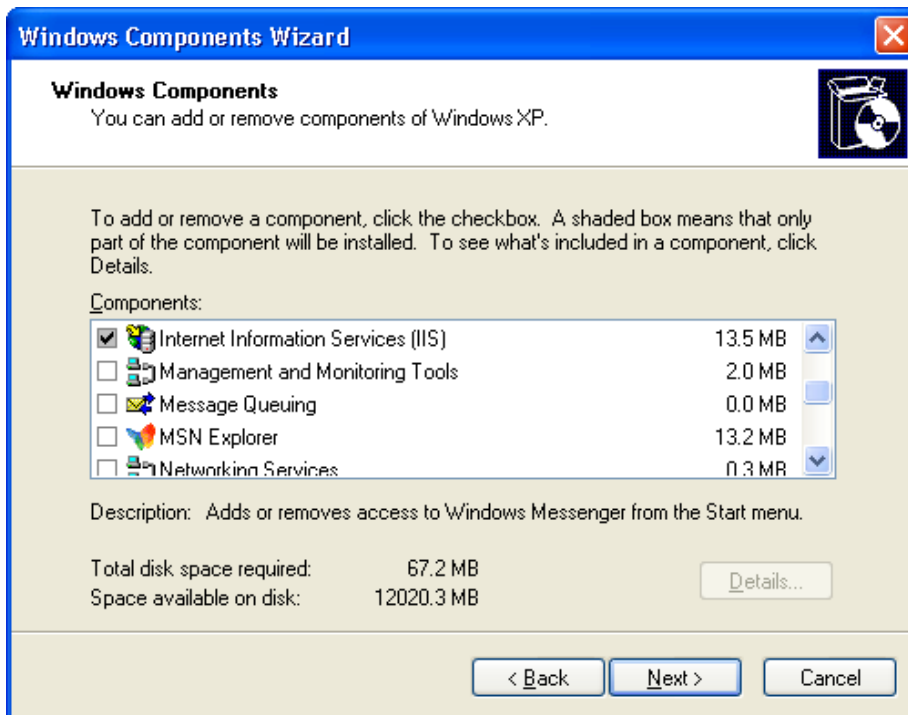 Windows Components Wizard
Windows Components
You can add or remove components of Windows XP.
To add or remove a component, click the checkbox. A shaded box means that only
part of the component will be installed. To see what's included in a component, click
Details.
Components:
Internet Information Services (IIS) 13.5 MB
Management and Monitoring Tools 2.0 MB
Message Queuing 0.0 MB
MSN Explorer 13.2 MB
Networking Services 0.3 MB
Description: Adds or removes access to Windows Messenger from the Start menu.
Total disk space required: 67.2 MB
Space available on disk: 12020.3 MB
Details...
< Back Next > Cancel